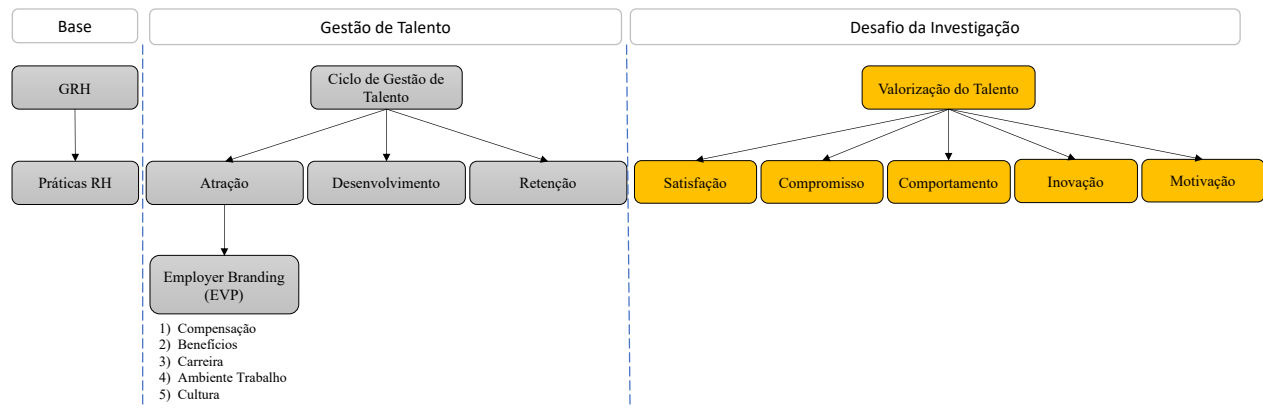 Base
Gestão de Talento
Desafio da Investigação
GRH
Ciclo de Gestão de
Talento
Valorização do Talento
Práticas RH
Atração
Desenvolvimento
Retenção
Satisfação
Compromisso
Comportamento
Inovação
Motivação
Employer Branding
(EVP)
1) Compensação
2) Benefícios
3) Carreira
4) Ambiente Trabalho
5) Cultura